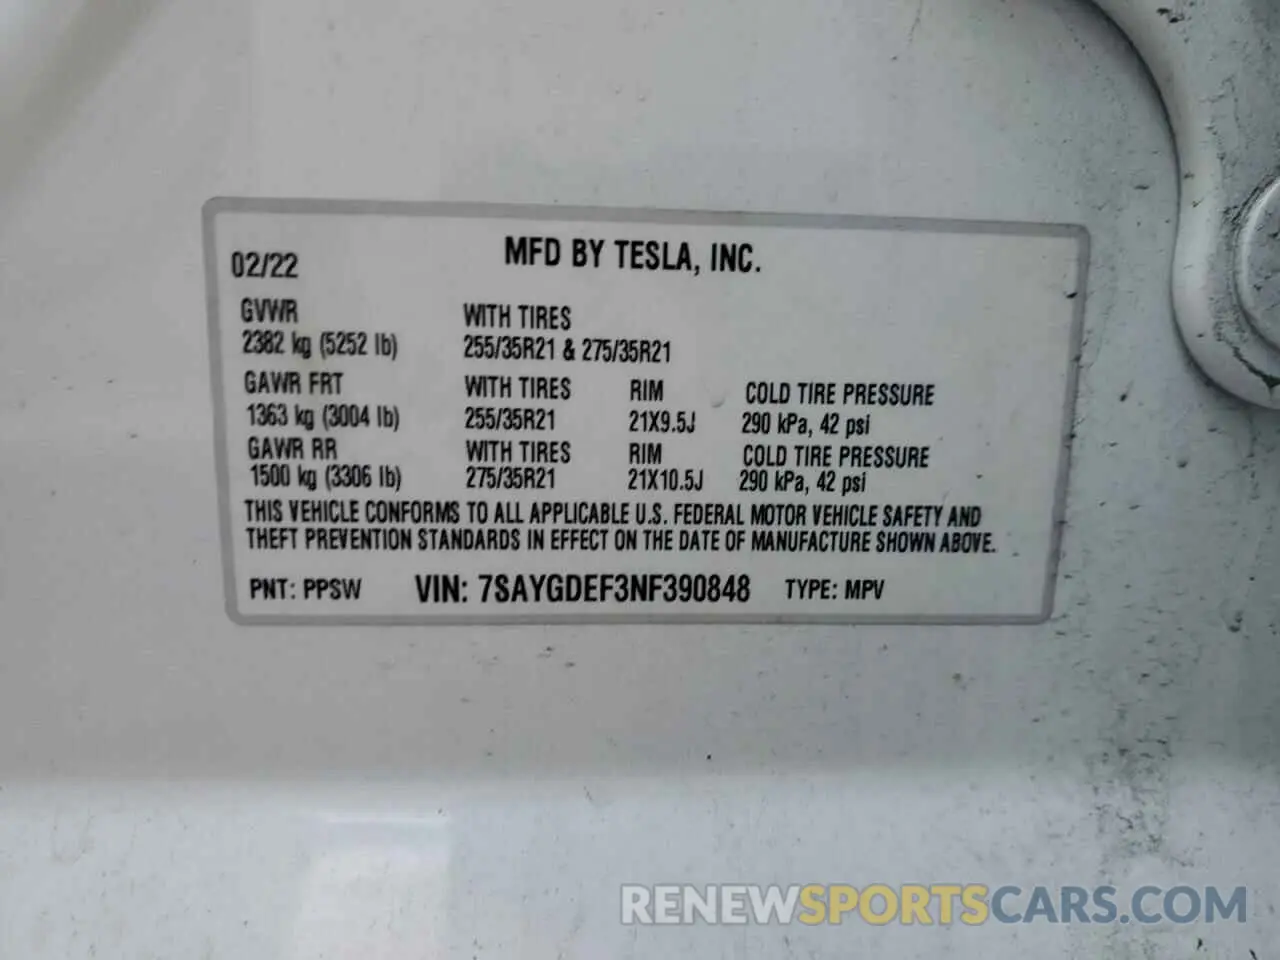 02/22 MFD BY TESLA, INC.
GVWR WITH TIRES
2382 kg (5252 lb) 255/35R21 & 275/35R21
GAWR FRT WITH TIRES RIM COLD TIRE PRESSURE
1363 kg (3004 lb) 255/35R21 21X9.5J 290 kPa, 42 psi
GAWR RR WITH TIRES RIM COLD TIRE PRESSURE
1500 kg (3306 lb) 275/35R21 21X10.5J 290 kPa, 42 psi
THIS VEHICLE CONFORMS TO ALL APPLICABLE U.S. FEDERAL MOTOR VEHICLE SAFETY AND
THEFT PREVENTION STANDARDS IN EFFECT ON THE DATE OF MANUFACTURE SHOWN ABOVE.
PNT: PPSW VIN: 7SAYGDEF3NF390848 TYPE: MPV
RENEWSPORTSCARS.COM